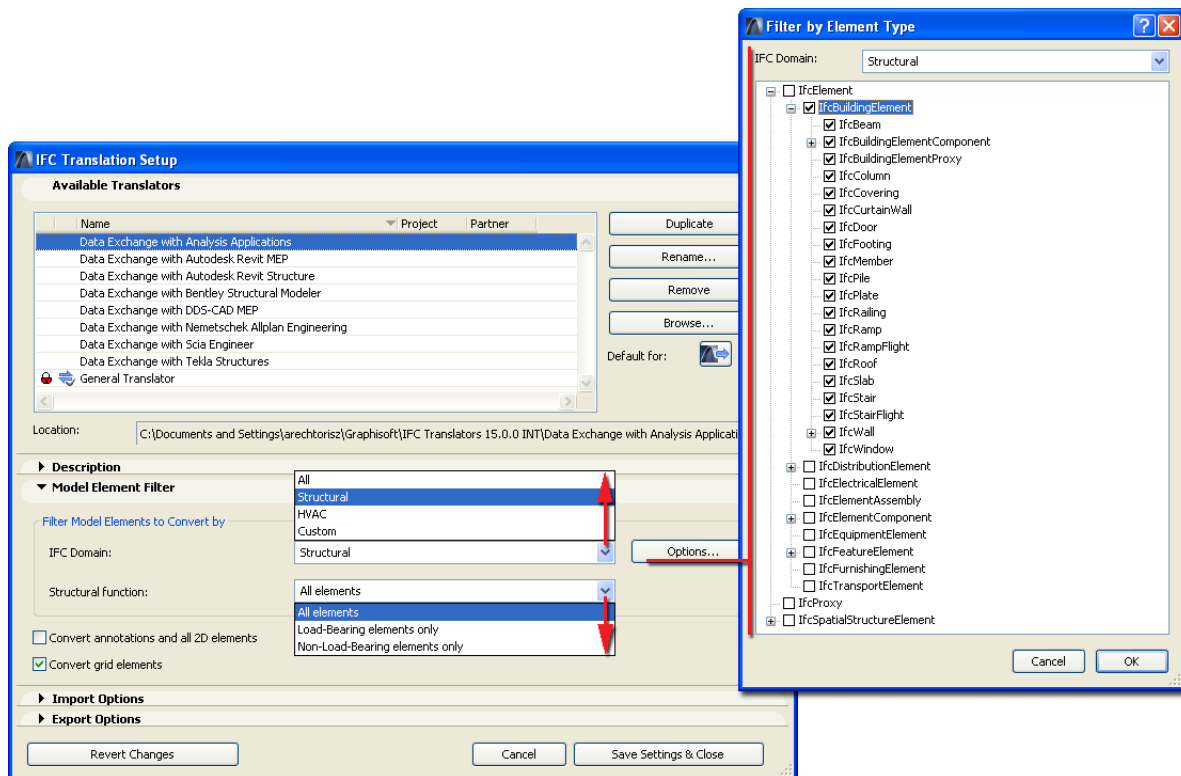 IFC Translation Setup
Available Translators
Name Project Partner
Data Exchange with Analysis Applications
Data Exchange with Autodesk Revit MEP
Data Exchange with Autodesk Revit Structure
Data Exchange with Bentley Structural Modeler
Data Exchange with DDS-CAD MEP
Data Exchange with Nemetschek Allplan Engineering
Data Exchange with Scia Engineer
Data Exchange with Tekla Structures
General Translator
Duplicate
Rename...
Remove
Browse...
Default for:
Location: C:\Documents and Settings\arechtorisz\Graphisoft\IFC Translators 15.0.0 INT\Data Exchange with Analysis Applicati
Description
Model Element Filter
Filter Model Elements to Convert by
All
Structural
HVAC
Custom
IFC Domain: Structural Options...
Structural function: All elements
All elements
Load-Bearing elements only
Non-Load-Bearing elements only
Convert annotations and all 2D elements
Convert grid elements
Import Options
Export Options
Revert Changes Cancel Save Settings & Close
Filter by Element Type
IFC Domain: Structural
IfcElement
IfcBuildingElement
IfcBeam
IfcBuildingElementComponent
IfcBuildingElementProxy
IfcColumn
IfcCovering
IfcCurtainWall
IfcDoor
IfcFooting
IfcMember
IfcPile
IfcPlate
IfcRailing
IfcRamp
IfcRampFlight
IfcRoof
IfcSlab
IfcStair
IfcStairFlight
IfcWall
IfcWindow
IfcDistributionElement
IfcElectricalElement
IfcElementAssembly
IfcElementComponent
IfcEquipmentElement
IfcFeatureElement
IfcFurnishingElement
IfcTransportElement
IfcProxy
IfcSpatialStructureElement
Cancel OK